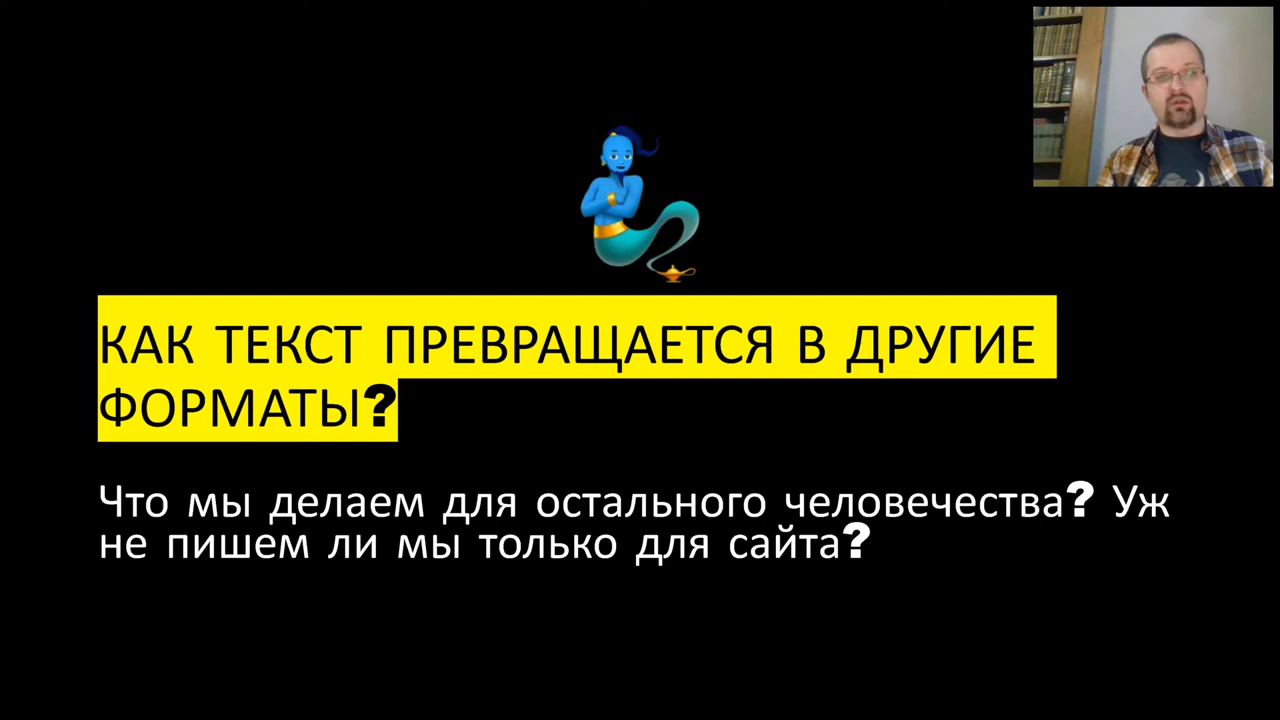 КАК ТЕКСТ ПРЕВРАЩАЕТСЯ В ДРУГИЕ
ФОРМАТЫ?
Что мы делаем для остального человечества? Уж
не пишем ли мы только для сайта?